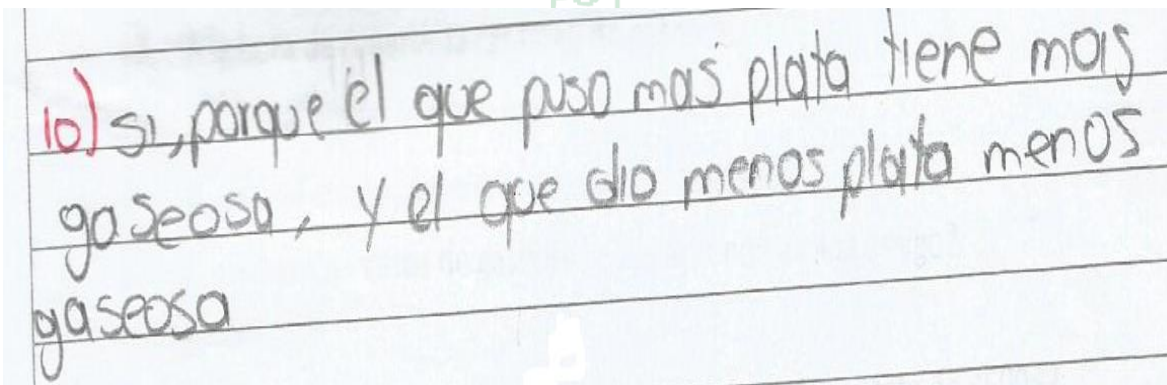 10) si, porque el que puso mas plata tiene mas
gaseosa, y el que dio menos plata menos
gaseosa